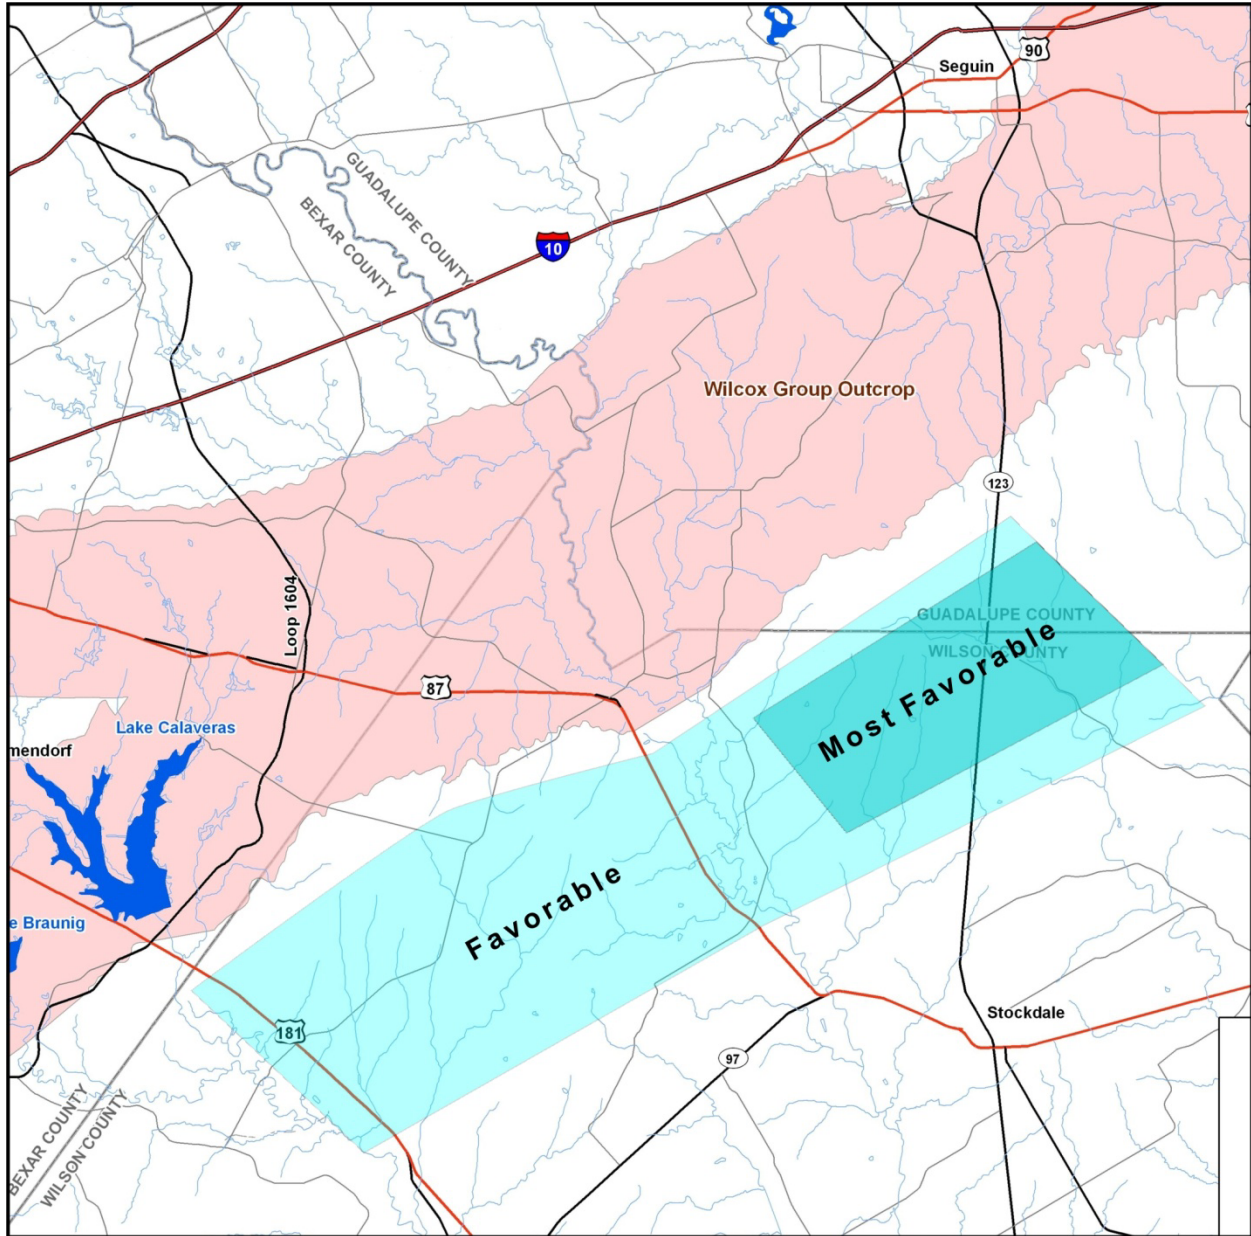 90
Seguin
GUADALUPE COUNTY
BEXAR COUNTY
10
Wilcox Group Outcrop
123
Loop 1604
GUADALUPE COUNTY
WILSON COUNTY
Most Favorable
87
Lake Calaveras
mendorf
Favorable
e Braunig
181
Stockdale
97
BEXAR COUNTY
WILSON COUNTY